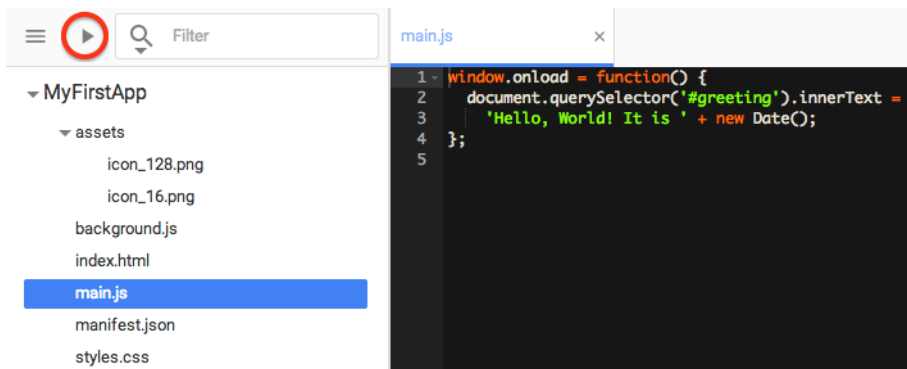 Filter
MyFirstApp
assets
icon_128.png
icon_16.png
background.js
index.html
main.js
manifest.json
styles.css
main.js ×
1 window.onload = function() {
2   document.querySelector('#greeting').innerText =
3     'Hello, World! It is ' + new Date();
4 };
5